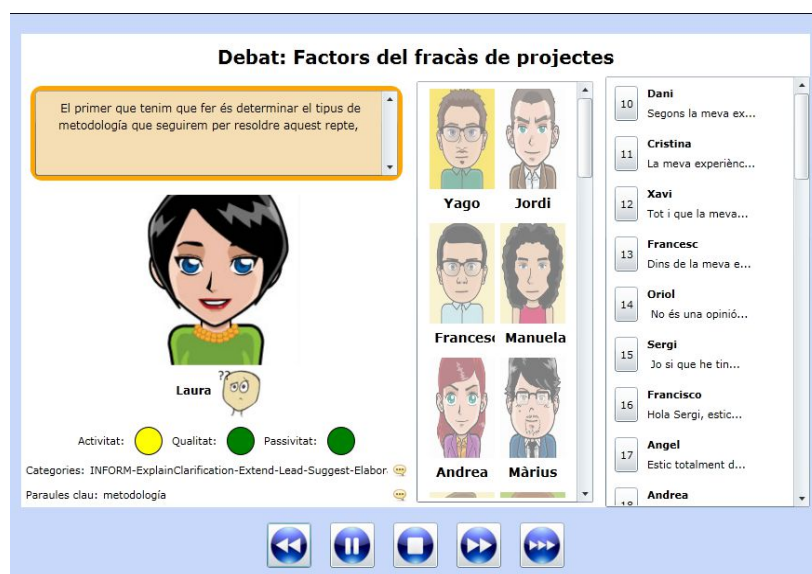 Debat: Factors del fracàs de projectes
El primer que tenim que fer és determinar el tipus de
metodología que seguirem per resoldre aquest repte,
Laura
??
Activitat: Qualitat: Passivitat:
Categories: INFORM-ExplainClarification-Extend-Lead-Suggest-Elabor
Paraules clau: metodología
Yago Jordi
Francesc Manuela
Andrea Màrius
10 Dani
Segons la meva ex...
11 Cristina
La meva experiènc...
12 Xavi
Tot i que la meva...
13 Francesc
Dins de la meva e...
14 Oriol
No és una opinió...
15 Sergi
Jo si que he tin...
16 Francisco
Hola Sergi, estic...
17 Angel
Estic totalment d...
18 Andrea